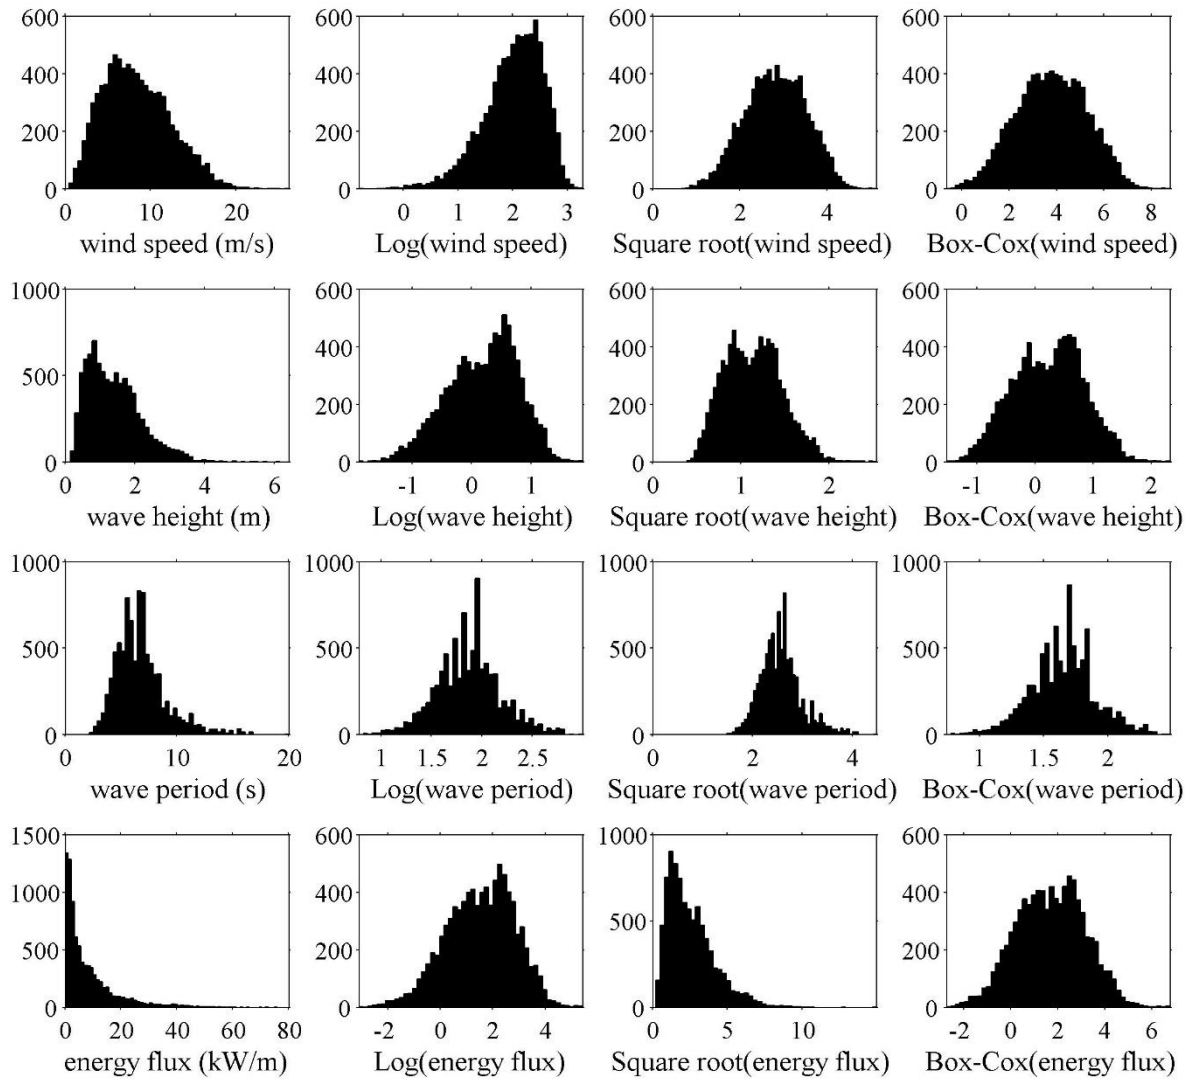 600 600 600 600
400 400 400 400
200 200 200 200
0 0 0 0
0 10 20 0 1 2 3 0 2 4 0 2 4 6 8
wind speed (m/s) Log(wind speed) Square root(wind speed) Box-Cox(wind speed)
1000 600 600 600
500 400 400 400
200 200 200
0 0 0 0
0 2 4 6 -1 0 1 0 1 2 -1 0 1 2
wave height (m) Log(wave height) Square root(wave height) Box-Cox(wave height)
1000 1000 1000 1000
500 500 500 500
0 0 0 0
0 10 20 1 1.5 2 2.5 0 2 4 1 1.5 2
wave period (s) Log(wave period) Square root(wave period) Box-Cox(wave period)
1500 600 1000 600
1000 400 500 400
500 200 200
0 0 0 0
0 20 40 60 80 -2 0 2 4 0 5 10 -2 0 2 4 6
energy flux (kW/m) Log(energy flux) Square root(energy flux) Box-Cox(energy flux)